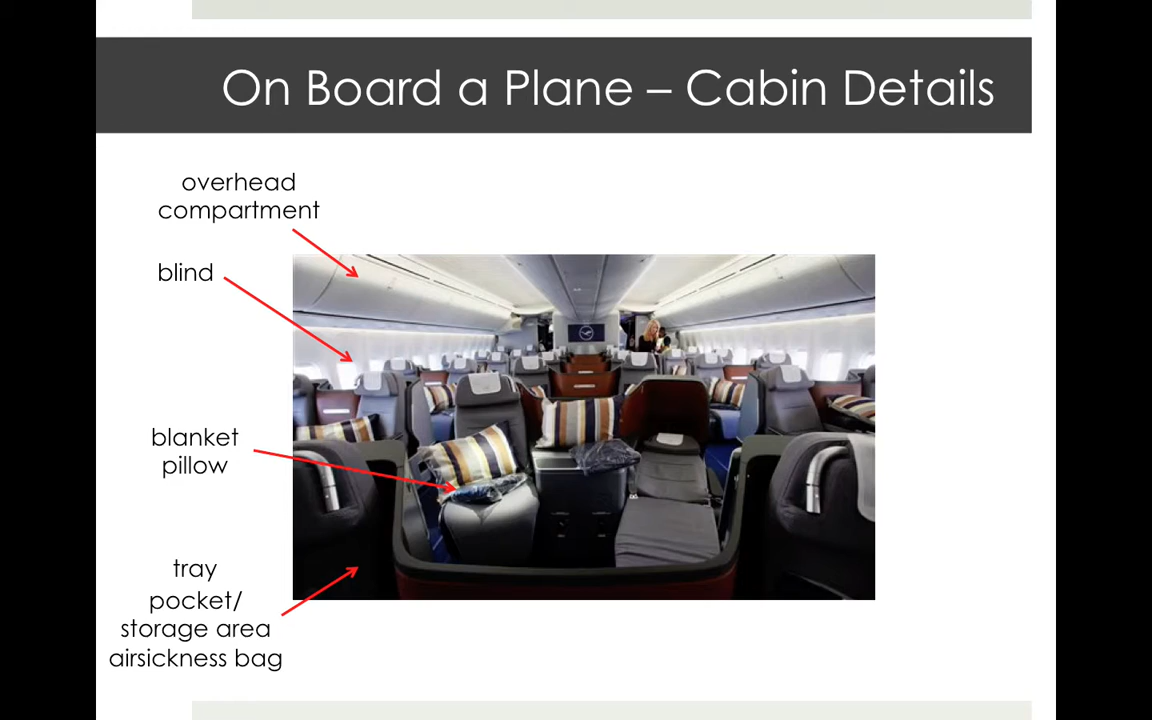 On Board a Plane – Cabin Details
overhead
compartment
blind
blanket
pillow
tray
pocket/
storage area
airsickness bag